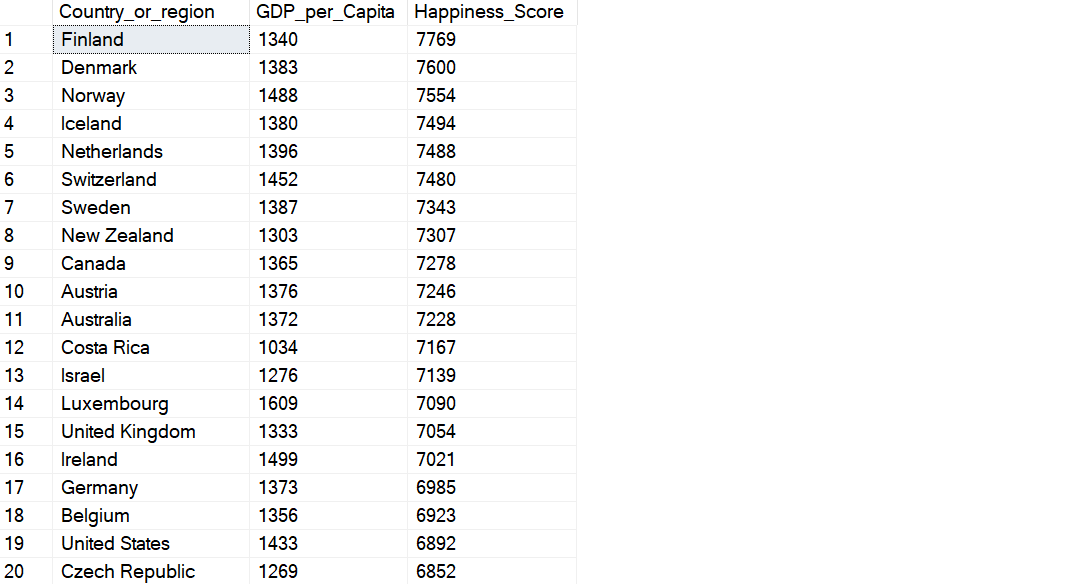 Country_or_region GDP_per_Capita Happiness_Score
1 Finland 1340 7769
2 Denmark 1383 7600
3 Norway 1488 7554
4 Iceland 1380 7494
5 Netherlands 1396 7488
6 Switzerland 1452 7480
7 Sweden 1387 7343
8 New Zealand 1303 7307
9 Canada 1365 7278
10 Austria 1376 7246
11 Australia 1372 7228
12 Costa Rica 1034 7167
13 Israel 1276 7139
14 Luxembourg 1609 7090
15 United Kingdom 1333 7054
16 Ireland 1499 7021
17 Germany 1373 6985
18 Belgium 1356 6923
19 United States 1433 6892
20 Czech Republic 1269 6852